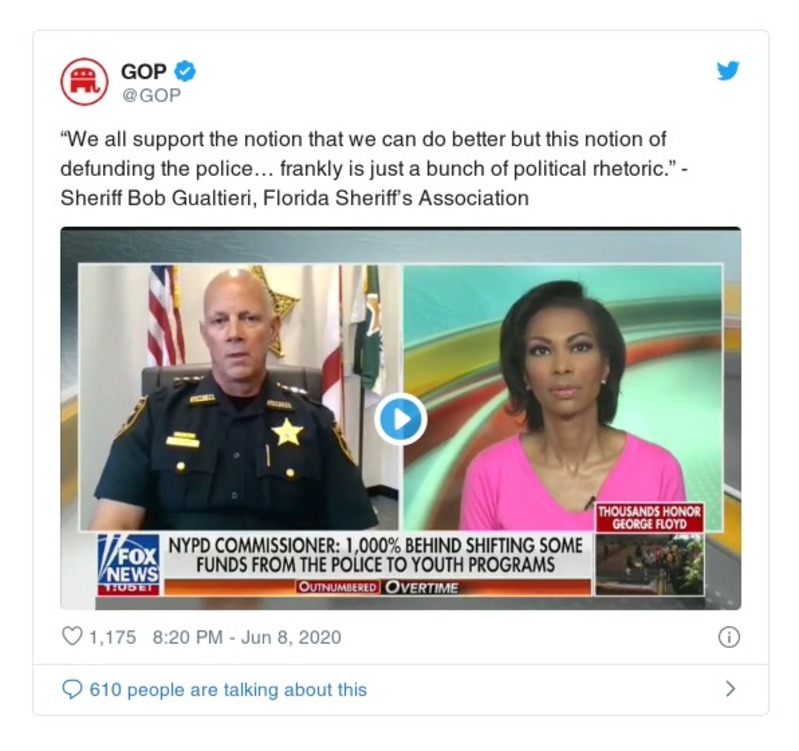 GOP
@GOP
“We all support the notion that we can do better but this notion of
defunding the police… frankly is just a bunch of political rhetoric.” -
Sheriff Bob Gualtieri, Florida Sheriff’s Association
THOUSANDS HONOR
GEORGE FLOYD
FOX
NEWS
1:05 ET
NYPD COMMISSIONER: 1,000% BEHIND SHIFTING SOME
FUNDS FROM THE POLICE TO YOUTH PROGRAMS
OUTNUMBERED OVERTIME
1,175 8:20 PM - Jun 8, 2020
610 people are talking about this